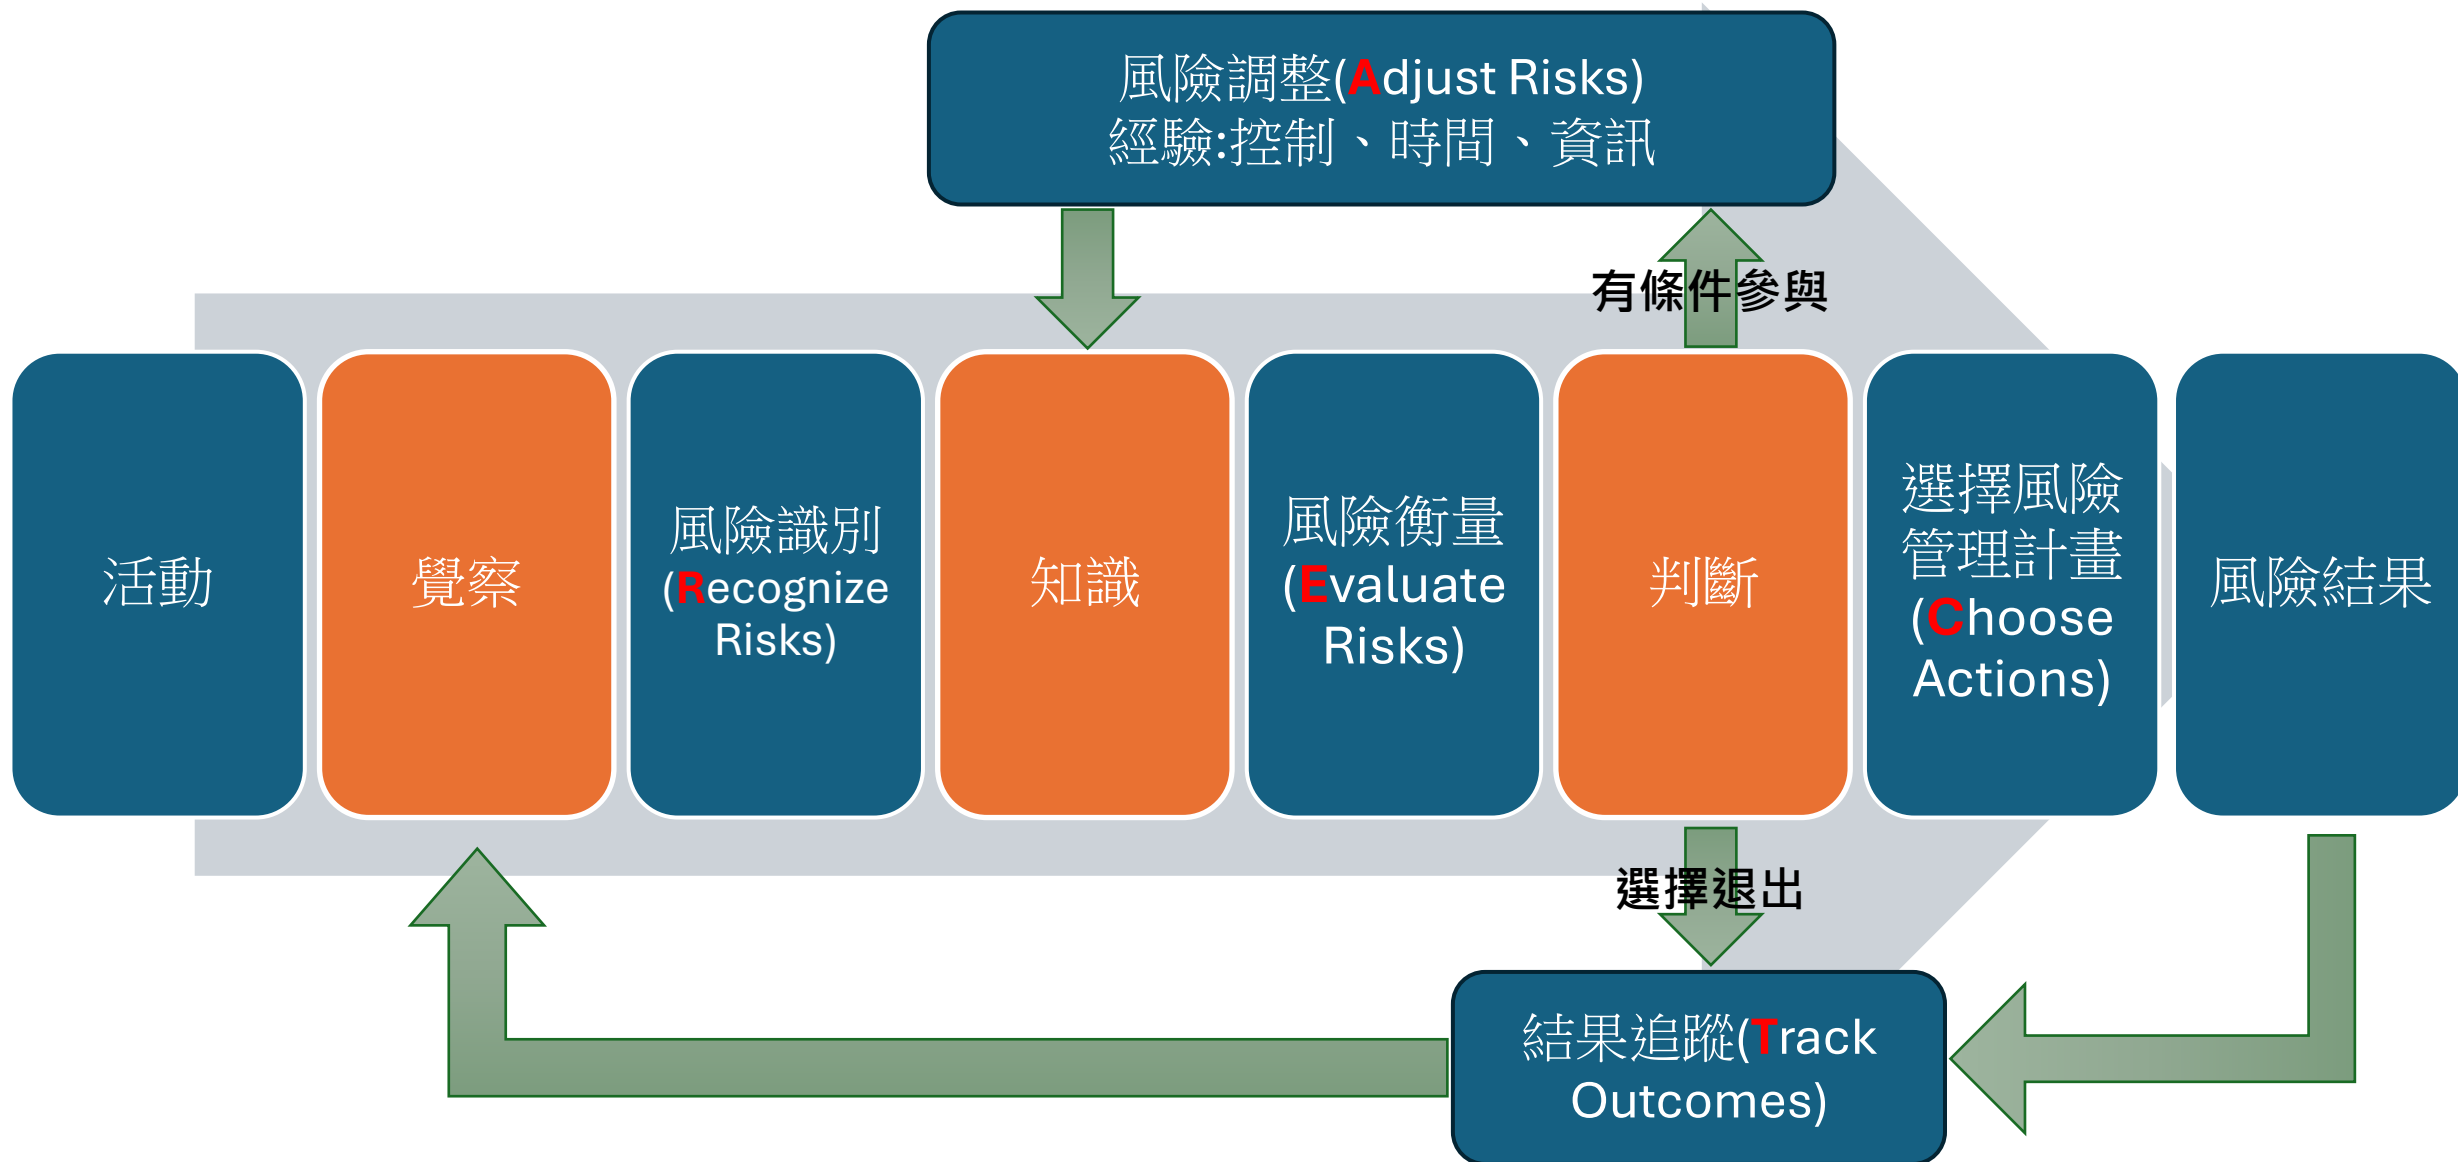 風險調整(Adjust Risks)
經驗:控制、時間、資訊
有條件參與
活動
覺察
風險識別
(Recognize
Risks)
知識
風險衡量
(Evaluate
Risks)
判斷
選擇風險
管理計畫
(Choose
Actions)
風險結果
選擇退出
結果追蹤(Track
Outcomes)